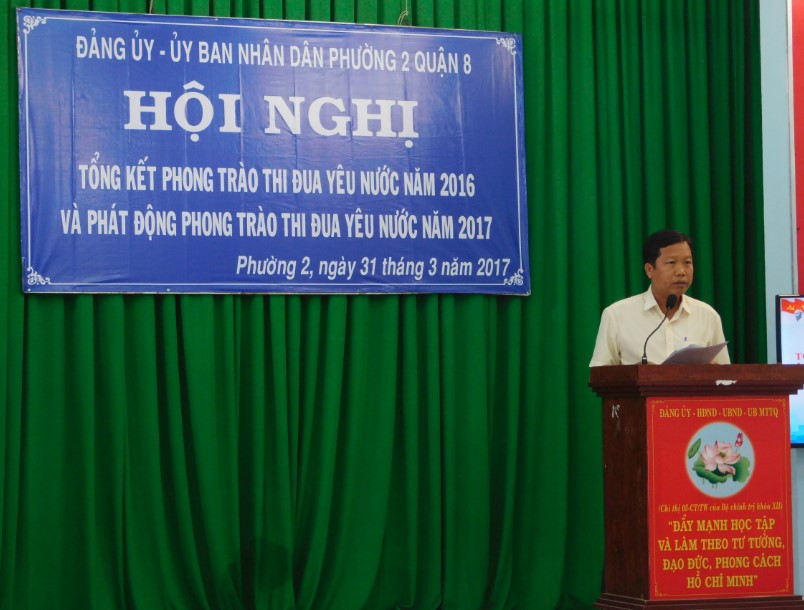 ĐẢNG ỦY - ỦY BAN NHÂN DÂN PHƯỜNG 2 QUẬN 8
HỘI NGHỊ
TỔNG KẾT PHONG TRÀO THI ĐUA YÊU NƯỚC NĂM 2016
VÀ PHÁT ĐỘNG PHONG TRÀO THI ĐUA YÊU NƯỚC NĂM 2017
Phường 2, ngày 31 tháng 3 năm 2017
ĐẢNG ỦY - HĐND - UBND - UB MTTQ
(Chỉ thị 05-CT/TW của Bộ chính trị khóa XII)
"ĐẨY MẠNH HỌC TẬP
VÀ LÀM THEO TƯ TƯỞNG,
ĐẠO ĐỨC, PHONG CÁCH
HỒ CHÍ MINH"